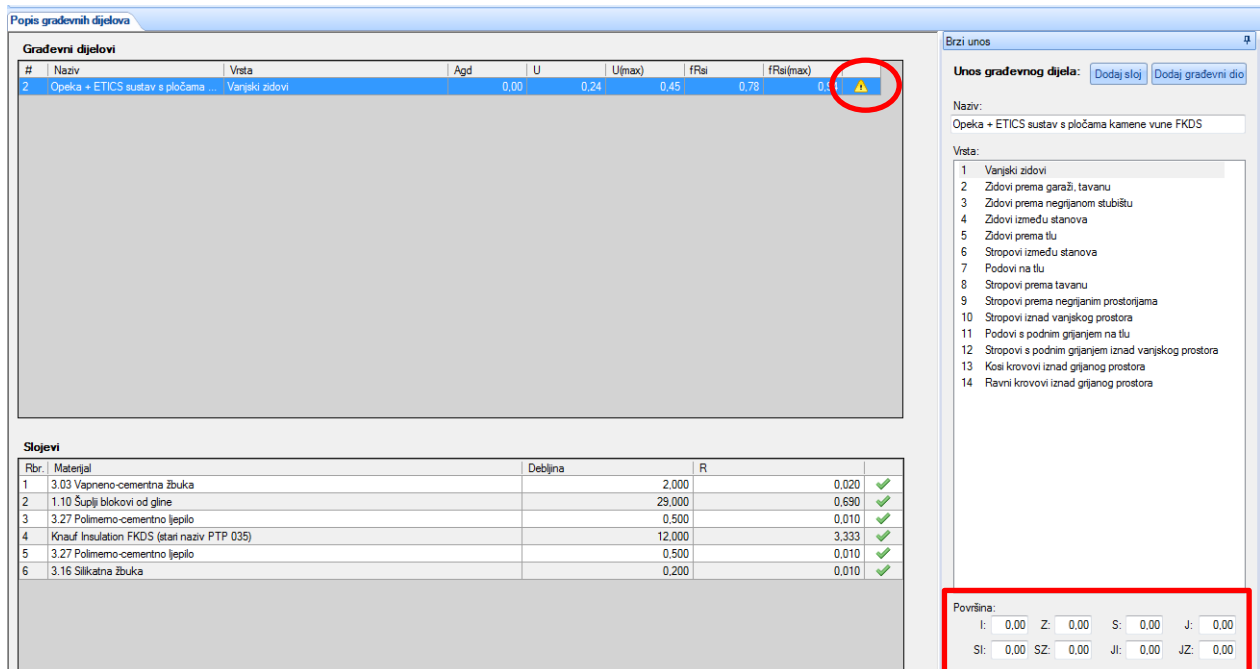 Popis građevnih dijelova
Građevni dijelovi
# Naziv Vrsta Agd U U(max) fRsi fRsi(max)
2 Opeka + ETICS sustav s pločama ... Vanjski zidovi 0,00 0,24 0,45 0,78
Slojevi
Rbr. Materijal Debljina R
1 3.03 Vapneno-cementna žbuka 2,000 0,020
2 1.10 Šuplji blokovi od gline 29,000 0,690
3 3.27 Polimerno-cementno ljepilo 0,500 0,010
4 Knauf Insulation FKDS (stari naziv PTP 035) 12,000 3,333
5 3.27 Polimerno-cementno ljepilo 0,500 0,010
6 3.16 Silikatna žbuka 0,200 0,010
Brzi unos
Unos građevnog dijela: Dodaj sloj Dodaj građevni dio
Naziv:
Opeka + ETICS sustav s pločama kamene vune FKDS
Vrsta:
1 Vanjski zidovi
2 Zidovi prema garaži, tavanu
3 Zidovi prema negrijanom stubištu
4 Zidovi između stanova
5 Zidovi prema tlu
6 Stropovi između stanova
7 Podovi na tlu
8 Stropovi prema tavanu
9 Stropovi prema negrijanim prostorijama
10 Stropovi iznad vanjskog prostora
11 Podovi s podnim grijanjem na tlu
12 Stropovi s podnim grijanjem iznad vanjskog prostora
13 Kosi krovovi iznad grijanog prostora
14 Ravni krovovi iznad grijanog prostora
Površina:
I: 0,00 Z: 0,00 S: 0,00 J: 0,00
SI: 0,00 SZ: 0,00 JI: 0,00 JZ: 0,00